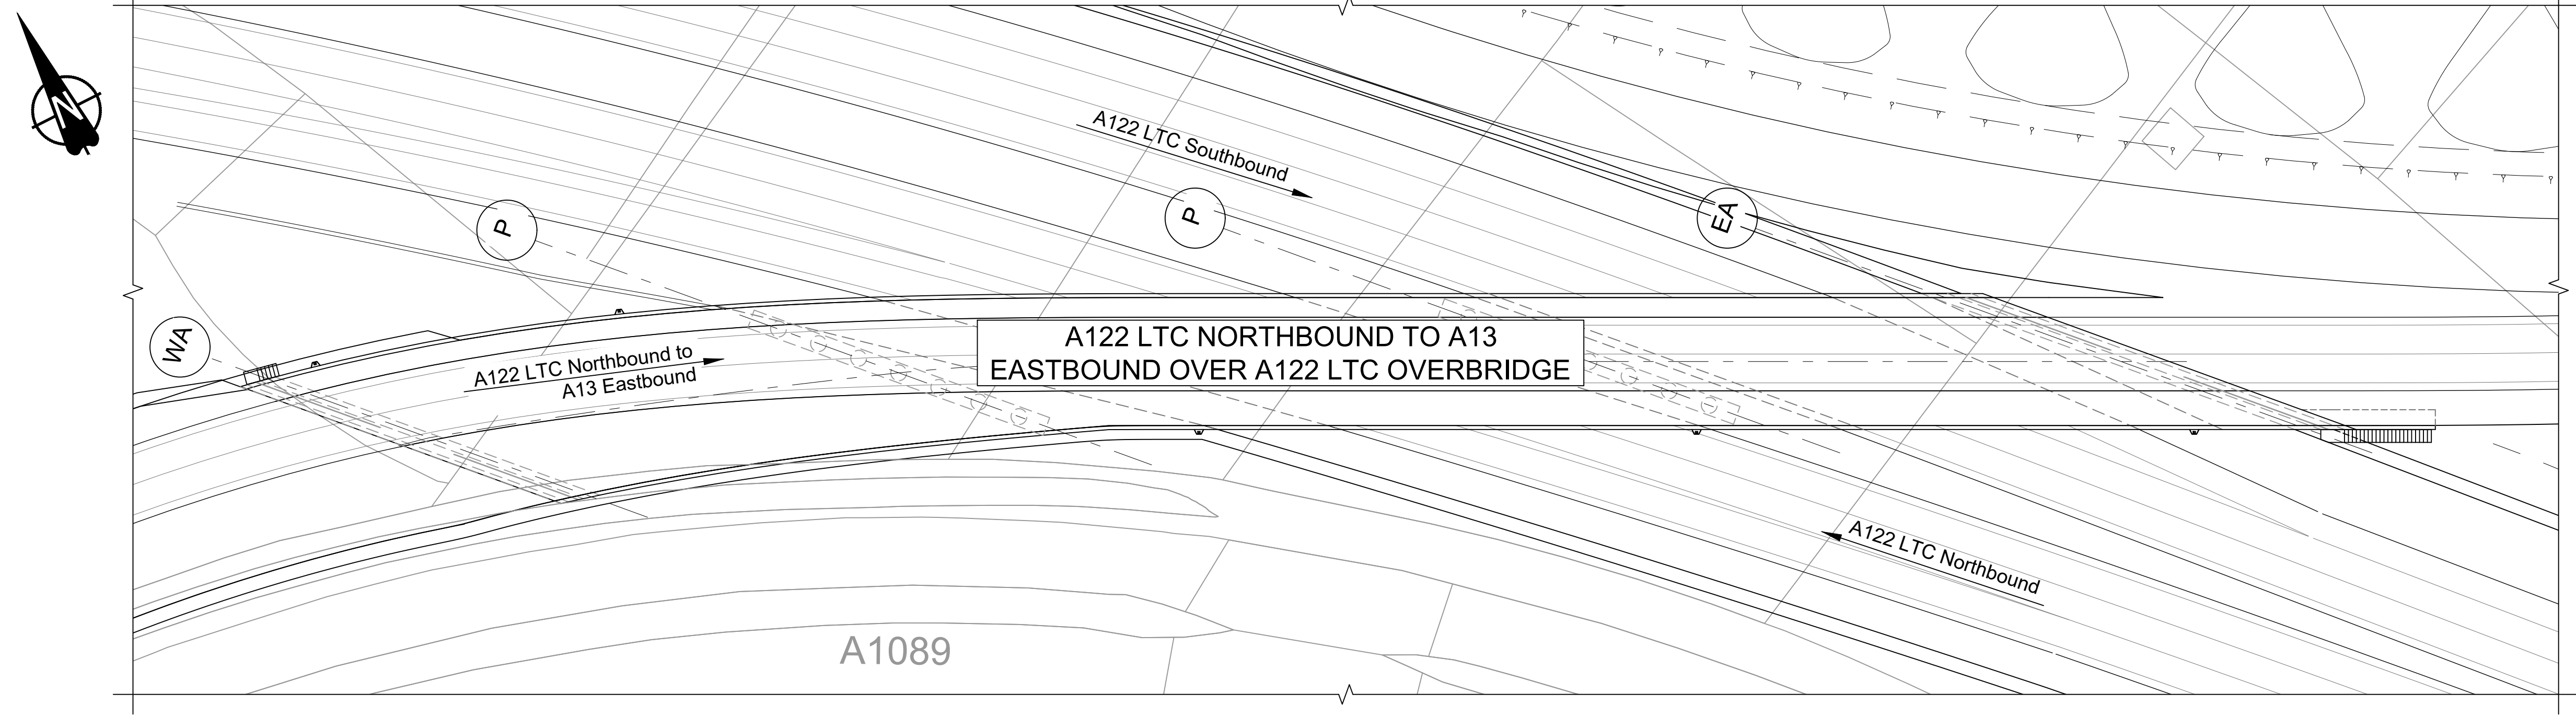 N
A122 LTC Southbound
P
P
EA
WA
A122 LTC NORTHBOUND TO A13
EASTBOUND OVER A122 LTC OVERBRIDGE
A122 LTC Northbound to
A13 Eastbound
A122 LTC Northbound
A1089